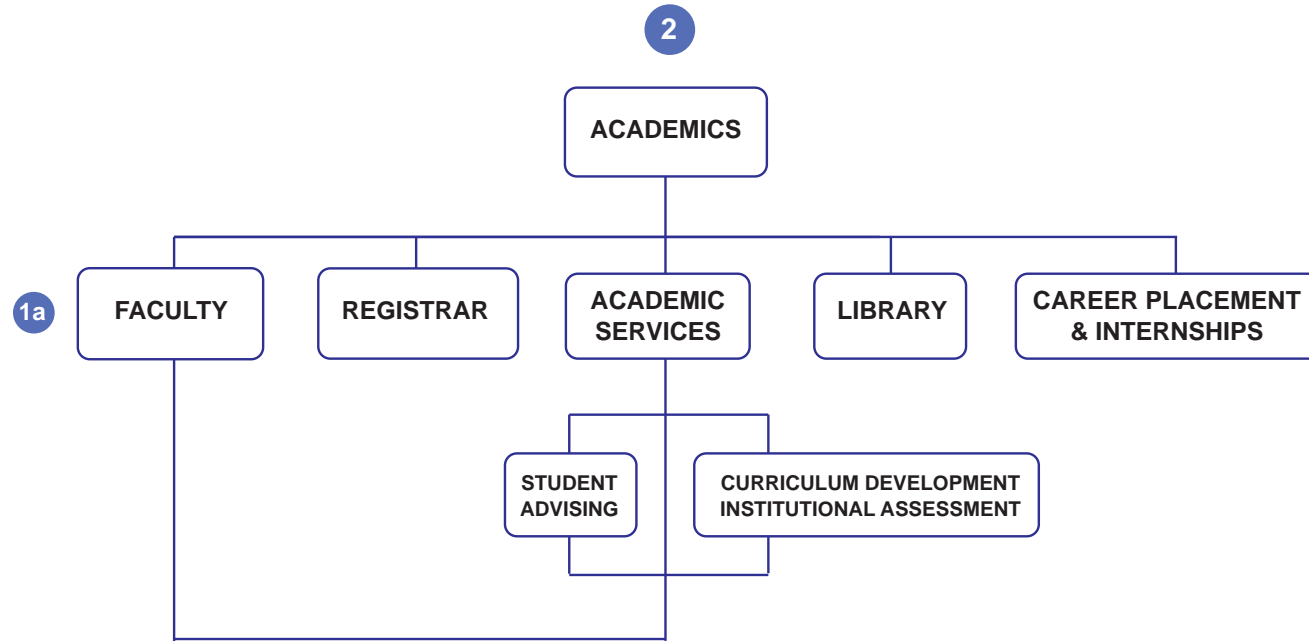 2
ACADEMICS
1a
FACULTY
REGISTRAR
ACADEMIC
SERVICES
LIBRARY
CAREER PLACEMENT
& INTERNSHIPS
STUDENT
ADVISING
CURRICULUM DEVELOPMENT
INSTITUTIONAL ASSESSMENT